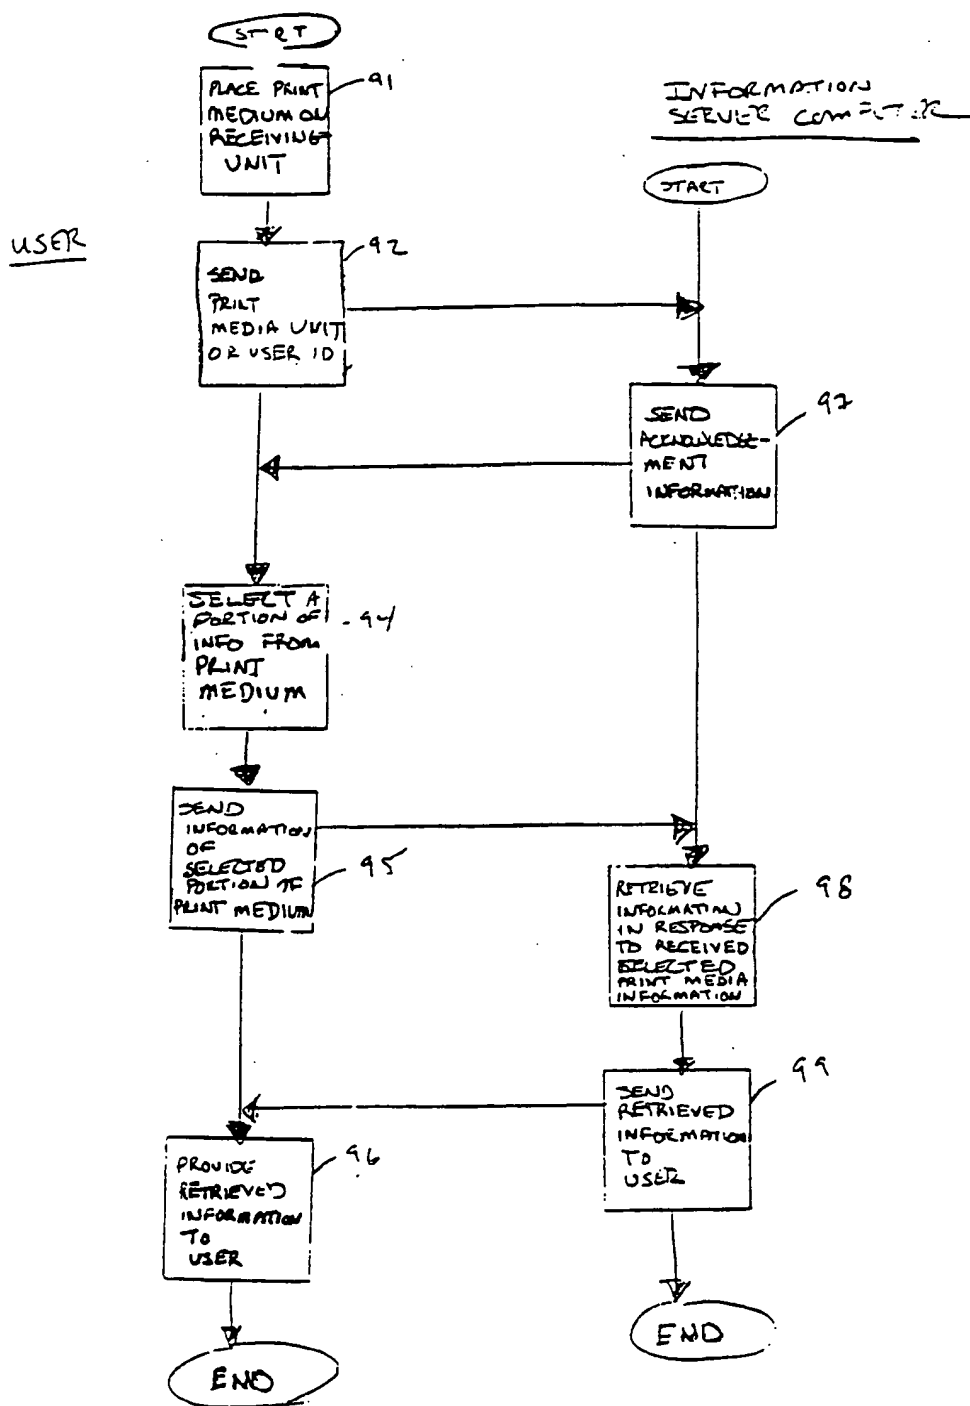 START
PLACE PRINT
MEDIUM ON
RECEIVING
UNIT
91
INFORMATION
SERVER COMPUTER
START
USER
92
SEND
PRINT
MEDIA UNIT
OR USER ID
SEND
ACKNOWLEDGE-
MENT
INFORMATION
97
SELECT A
PORTION OF
INFO FROM
PRINT
MEDIUM
94
SEND
INFORMATION
OF
SELECTED
PORTION OF
PRINT MEDIUM
95
RETRIEVE
INFORMATION
IN RESPONSE
TO RECEIVED
SELECTED
PRINT MEDIA
INFORMATION
98
SEND
RETRIEVED
INFORMATION
TO
USER
99
PROVIDE
RETRIEVED
INFORMATION
TO
USER
96
END
END